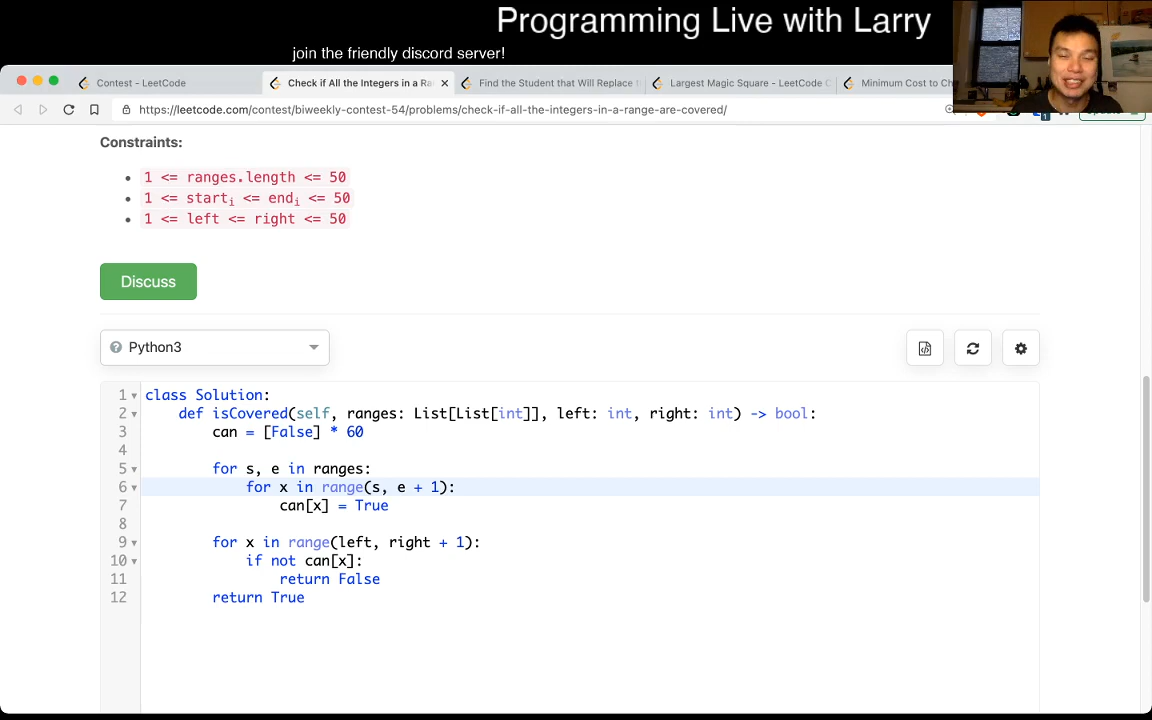 Programming Live with Larry
join the friendly discord server!
Contest - LeetCode
Check if All the Integers in a Ra
Find the Student that Will Replace
Largest Magic Square - LeetCode C
Minimum Cost to Ch
https://leetcode.com/contest/biweekly-contest-54/problems/check-if-all-the-integers-in-a-range-are-covered/
Constraints:
1 <= ranges.length <= 50
1 <= starti <= endi <= 50
1 <= left <= right <= 50
Discuss
Python3
1 class Solution:
2 def isCovered(self, ranges: List[List[int]], left: int, right: int) -> bool:
3 can = [False] * 60
4
5 for s, e in ranges:
6 for x in range(s, e + 1):
7 can[x] = True
8
9 for x in range(left, right + 1):
10 if not can[x]:
11 return False
12 return True